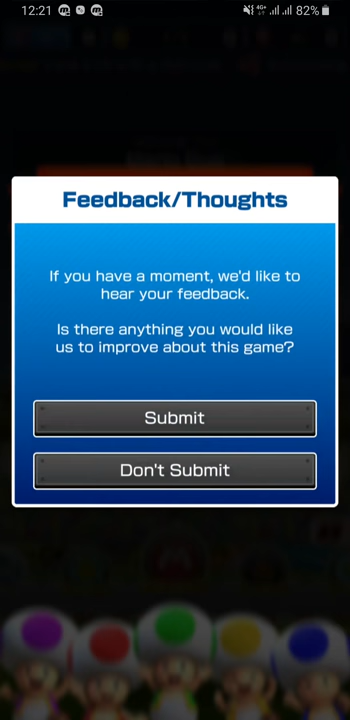 12:21
4G+
82%
Feedback/Thoughts
If you have a moment, we'd like to
hear your feedback.
Is there anything you would like
us to improve about this game?
Submit
Don't Submit